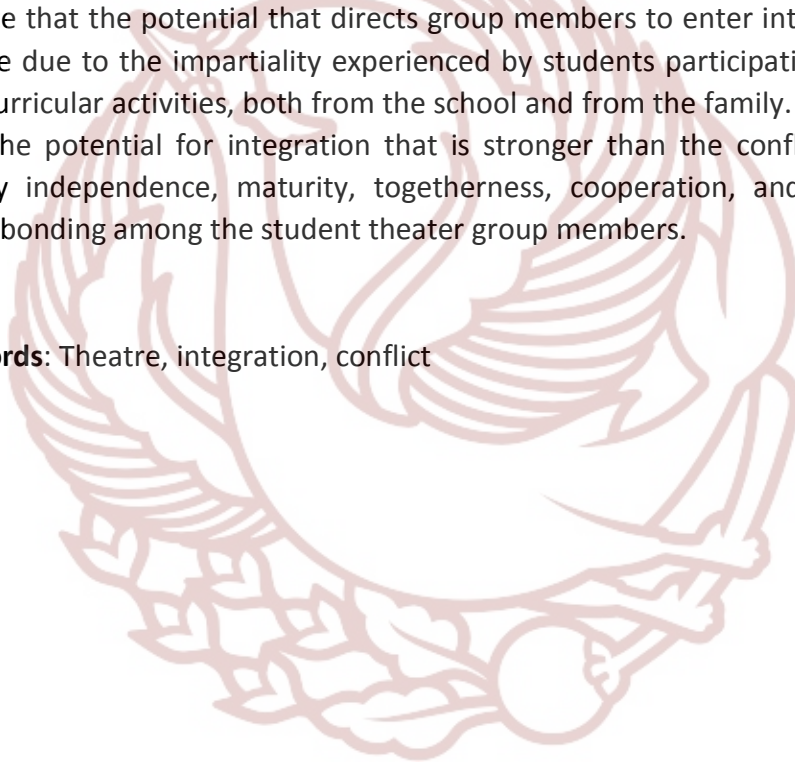 e that the potential that directs group members to enter int
e due to the impartiality experienced by students participati
urricular activities, both from the school and from the family.
he potential for integration that is stronger than the conf
y independence, maturity, togetherness, cooperation, and
bonding among the student theater group members.
rds: Theatre, integration, conflict